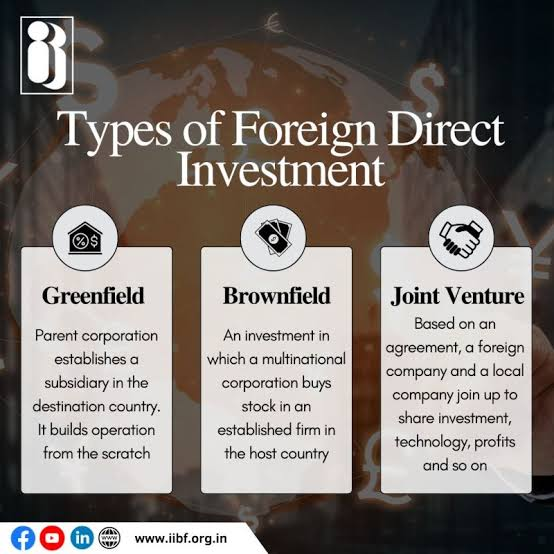 Types of Foreign Direct
Investment
Greenfield
Parent corporation
establishes a
subsidiary in the
destination country.
It builds operation
from the scratch
Brownfield
An investment in
which a multinational
corporation buys
stock in an
established firm in
the host country
Joint Venture
Based on an
agreement, a foreign
company and a local
company join up to
share investment,
technology, profits
and so on
www.iibf.org.in